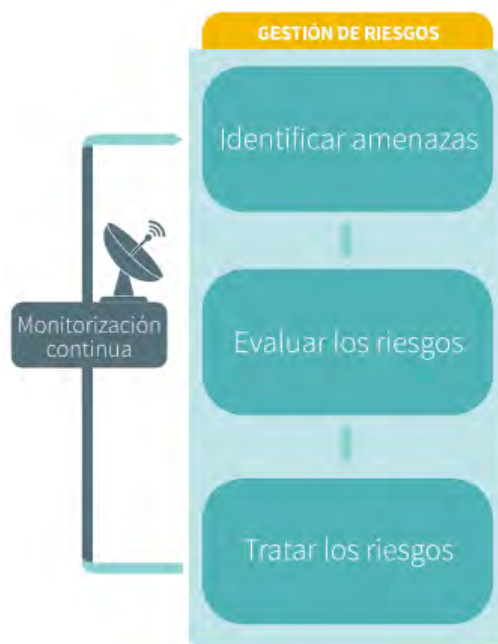 GESTIÓN DE RIESGOS
Identificar amenazas
Monitorización
continua
Evaluar los riesgos
Tratar los riesgos